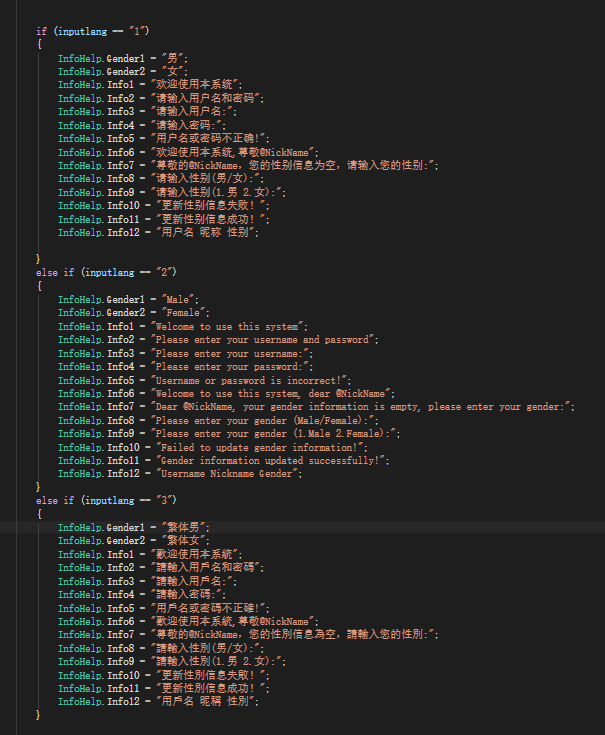 if (inputlang == "1")
{
InfoHelp.Gender1 = "男";
InfoHelp.Gender2 = "女";
InfoHelp.Info1 = "欢迎使用本系统";
InfoHelp.Info2 = "请输入用户名和密码";
InfoHelp.Info3 = "请输入用户名:";
InfoHelp.Info4 = "请输入密码:";
InfoHelp.Info5 = "用户名或密码不正确!";
InfoHelp.Info6 = "欢迎使用本系统,尊敬@NickName";
InfoHelp.Info7 = "尊敬的@NickName，您的性别信息为空，请输入您的性别:";
InfoHelp.Info8 = "请输入性别(男/女):";
InfoHelp.Info9 = "请输入性别(1.男 2.女):";
InfoHelp.Info10 = "更新性别信息失败！";
InfoHelp.Info11 = "更新性别信息成功！";
InfoHelp.Info12 = "用户名 昵称 性别";
}
else if (inputlang == "2")
{
InfoHelp.Gender1 = "Male";
InfoHelp.Gender2 = "Female";
InfoHelp.Info1 = "Welcome to use this system";
InfoHelp.Info2 = "Please enter your username and password";
InfoHelp.Info3 = "Please enter your username:";
InfoHelp.Info4 = "Please enter your password:";
InfoHelp.Info5 = "Username or password is incorrect!";
InfoHelp.Info6 = "Welcome to use this system, dear @NickName";
InfoHelp.Info7 = "Dear @NickName, your gender information is empty, please enter your gender:";
InfoHelp.Info8 = "Please enter your gender (Male/Female):";
InfoHelp.Info9 = "Please enter your gender (1.Male 2.Female):";
InfoHelp.Info10 = "Failed to update gender information!";
InfoHelp.Info11 = "Gender information updated successfully!";
InfoHelp.Info12 = "Username Nickname Gender";
}
else if (inputlang == "3")
{
InfoHelp.Gender1 = "繁体男";
InfoHelp.Gender2 = "繁体女";
InfoHelp.Info1 = "歡迎使用本系統";
InfoHelp.Info2 = "請輸入用戶名和密碼";
InfoHelp.Info3 = "請輸入用戶名:";
InfoHelp.Info4 = "請輸入密碼:";
InfoHelp.Info5 = "用戶名或密碼不正確!";
InfoHelp.Info6 = "歡迎使用本系統,尊敬@NickName";
InfoHelp.Info7 = "尊敬的@NickName，您的性別信息為空，請輸入您的性別:";
InfoHelp.Info8 = "請輸入性別(男/女):";
InfoHelp.Info9 = "請輸入性別(1.男 2.女):";
InfoHelp.Info10 = "更新性別信息失敗！";
InfoHelp.Info11 = "更新性別信息成功！";
InfoHelp.Info12 = "用戶名 昵稱 性別";
}